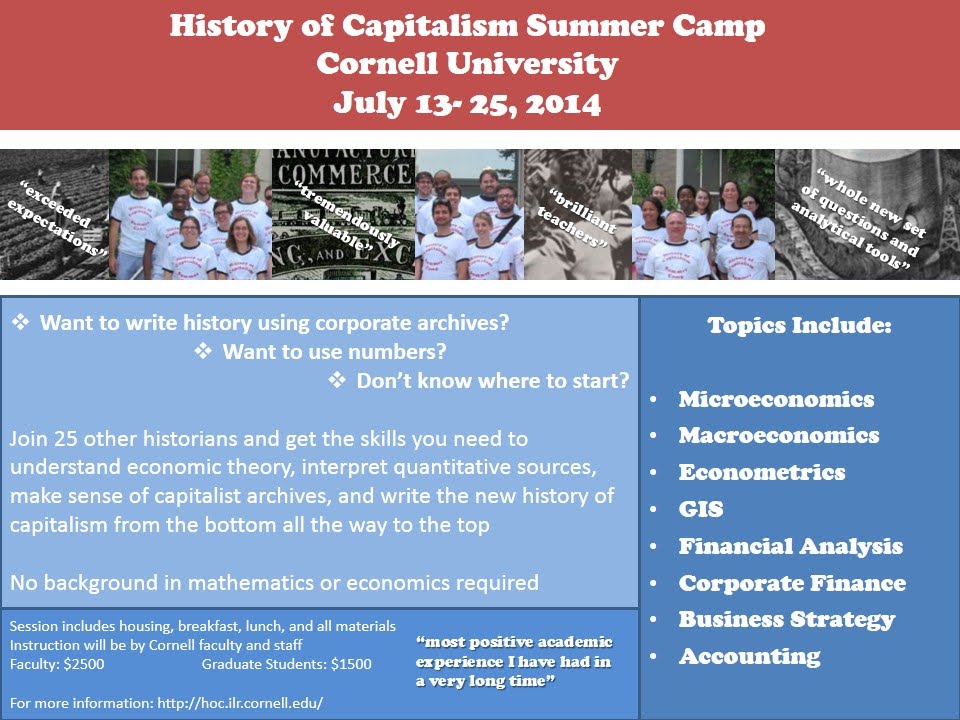 History of Capitalism Summer Camp
Cornell University
July 13- 25, 2014
“exceeded
expectations”
MANUFACTURE
COMMERCE
NG, AND EXC
“tremendously
valuable”
“brilliant
teachers”
“whole new set
of questions and
analytical tools”
❖ Want to write history using corporate archives?
❖ Want to use numbers?
❖ Don’t know where to start?
Join 25 other historians and get the skills you need to
understand economic theory, interpret quantitative sources,
make sense of capitalist archives, and write the new history of
capitalism from the bottom all the way to the top
No background in mathematics or economics required
Session includes housing, breakfast, lunch, and all materials
Instruction will be by Cornell faculty and staff
Faculty: $2500 Graduate Students: $1500
For more information: http://hoc.ilr.cornell.edu/
“most positive academic
experience I have had in
a very long time”
Topics Include:
• Microeconomics
• Macroeconomics
• Econometrics
• GIS
• Financial Analysis
• Corporate Finance
• Business Strategy
• Accounting